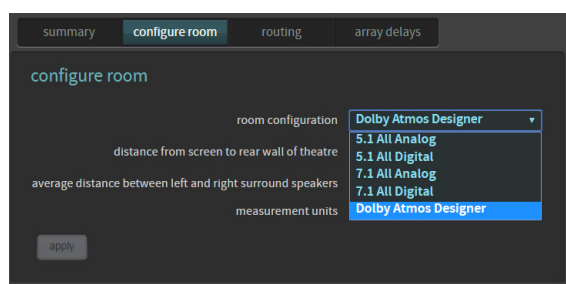 summary configure room routing array delays
configure room
room configuration Dolby Atmos Designer
5.1 All Analog
distance from screen to rear wall of theatre 5.1 All Digital
7.1 All Analog
average distance between left and right surround speakers 7.1 All Digital
measurement units Dolby Atmos Designer
apply